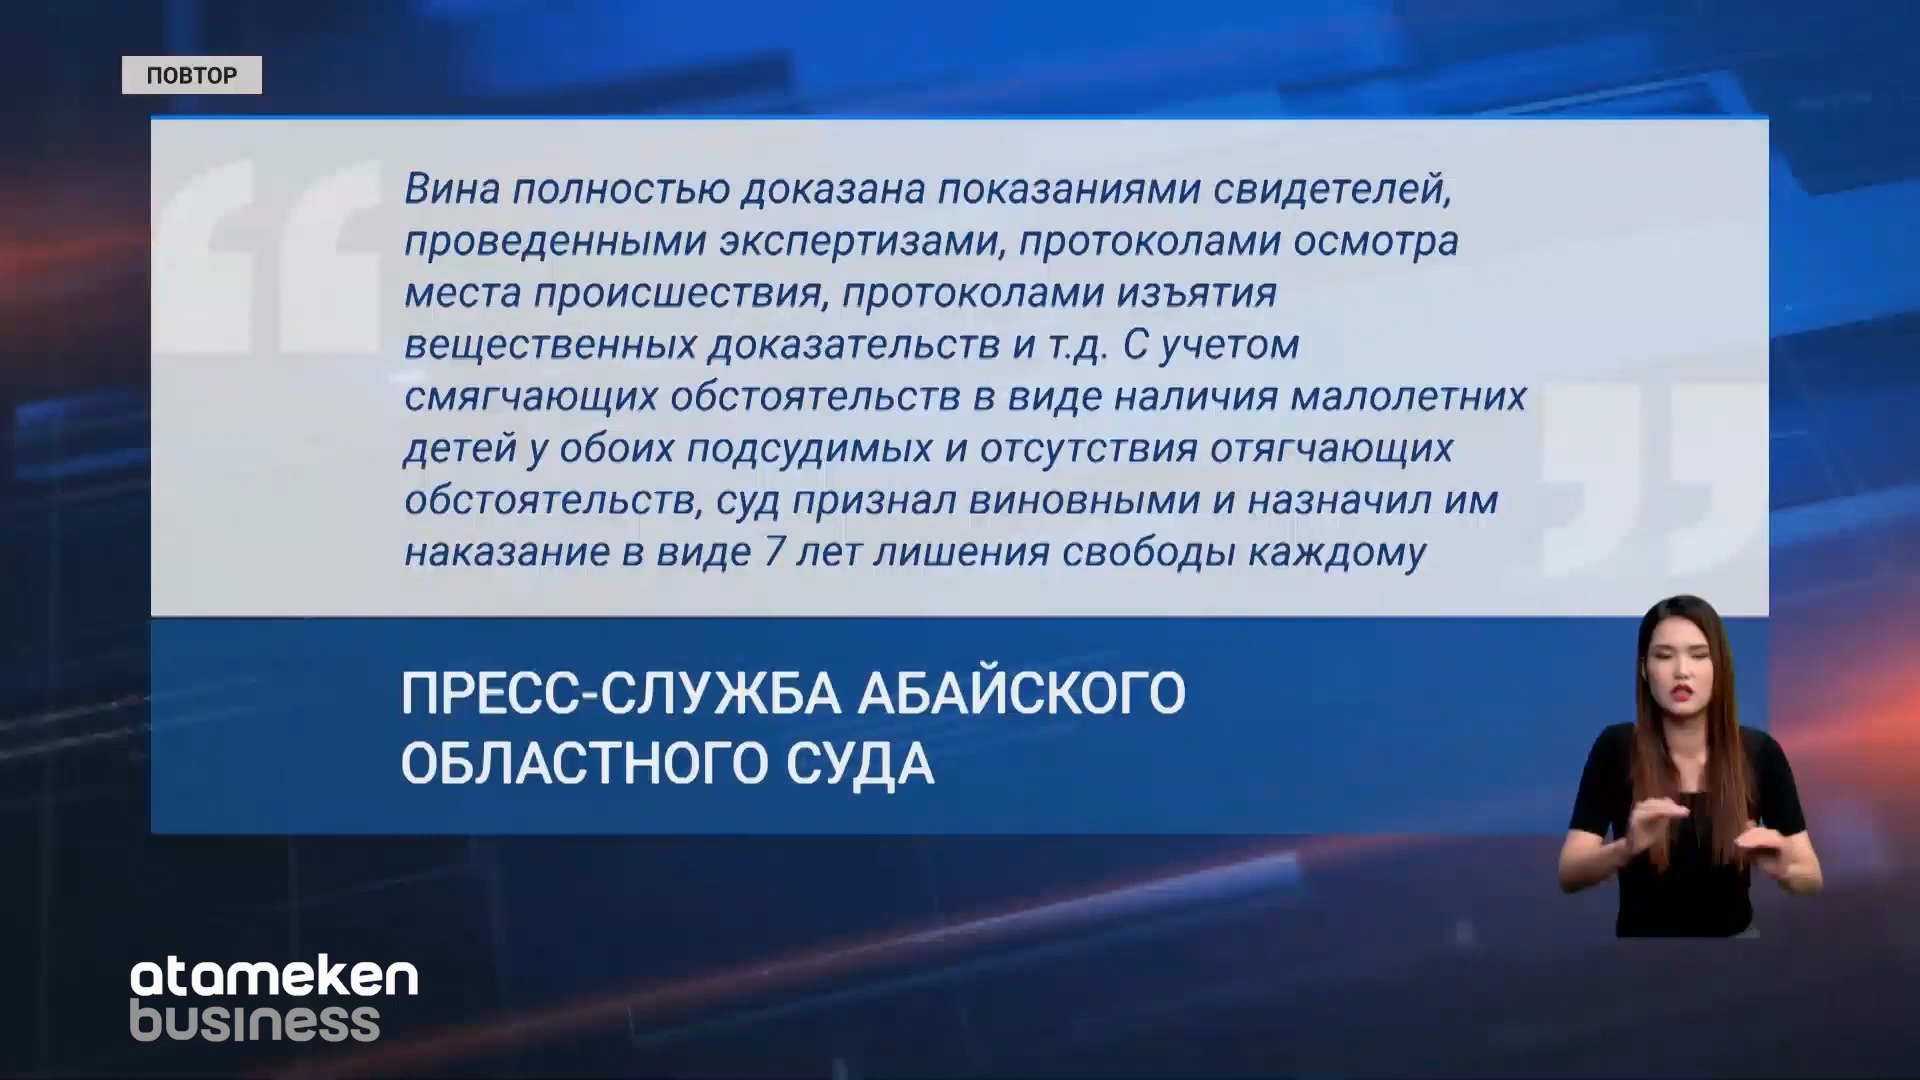 ПОВТОР
Вина полностью доказана показаниями свидетелей,
проведенными экспертизами, протоколами осмотра
места происшествия, протоколами изъятия
вещественных доказательств и т.д. С учетом
смягчающих обстоятельств в виде наличия малолетних
детей у обоих подсудимых и отсутствия отягчающих
обстоятельств, суд признал виновными и назначил им
наказание в виде 7 лет лишения свободы каждому
ПРЕСС-СЛУЖБА АБАЙСКОГО
ОБЛАСТНОГО СУДА
atameken
business